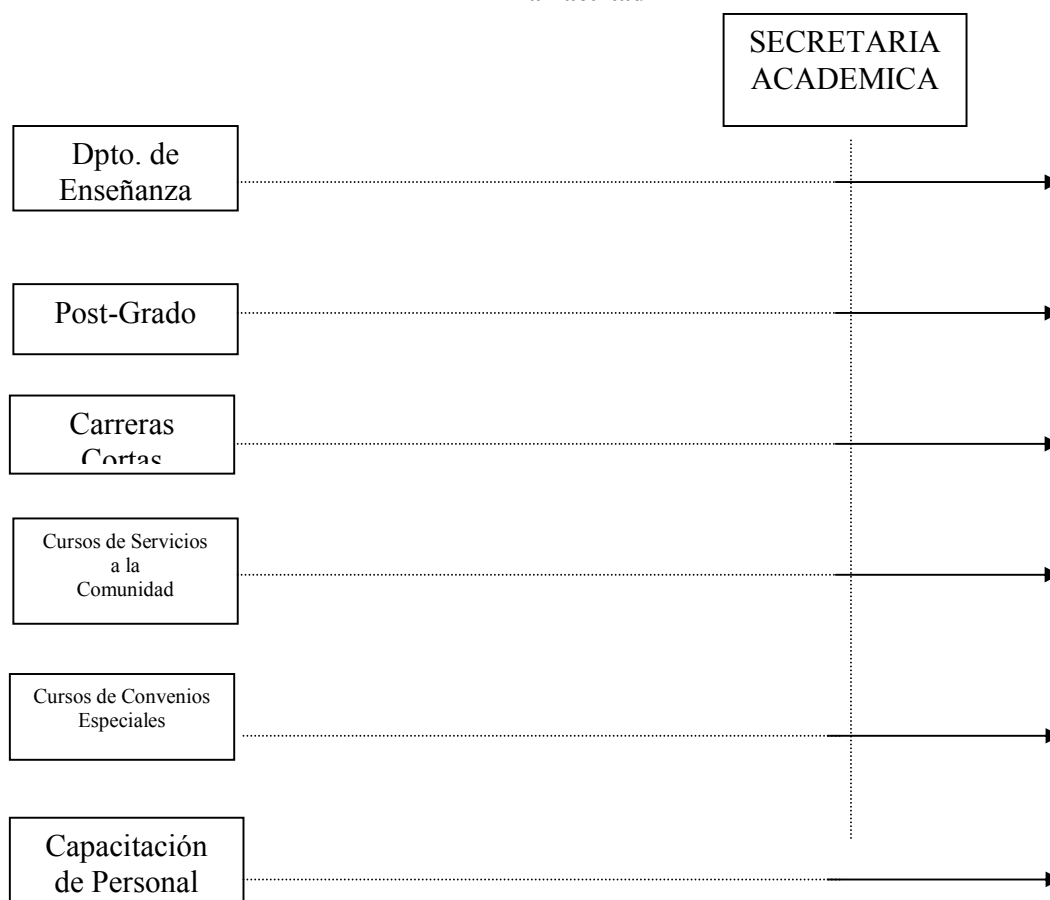 SECRETARIA
ACADEMICA
Dpto. de
Enseñanza
Post-Grado
Carreras
Cortas
Cursos de Servicios
a la
Comunidad
Cursos de Convenios
Especiales
Capacitación
de Personal